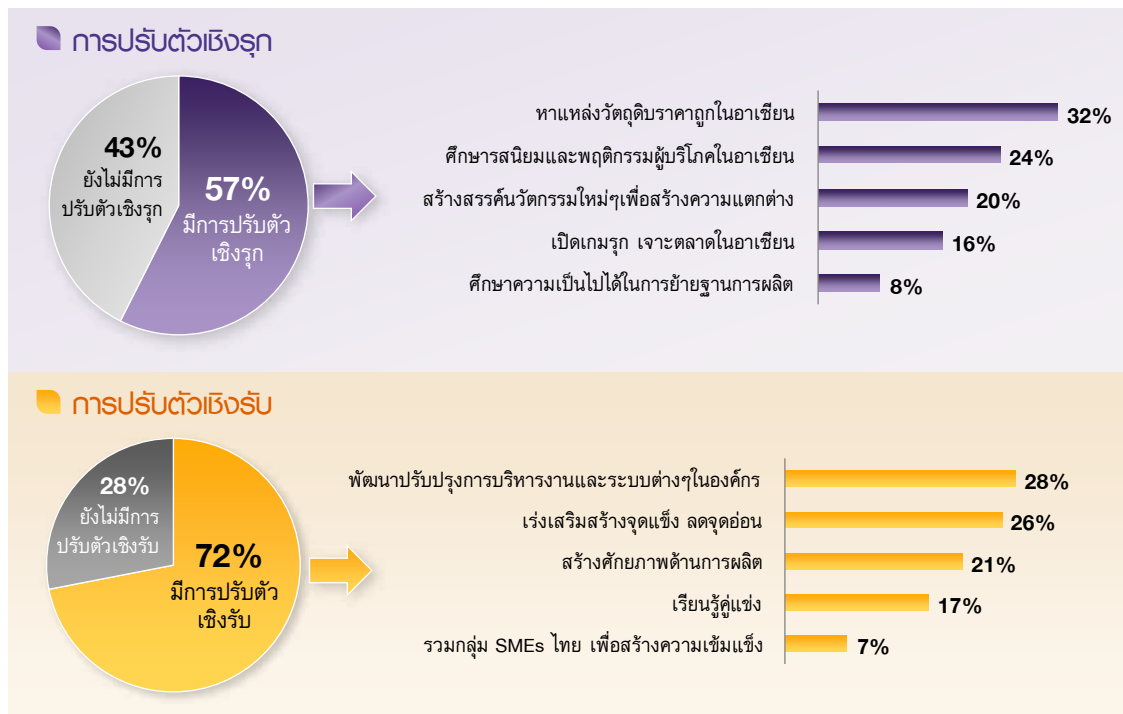 การปรับตัวเชิงรุก
43%
ยังไม่มีการ
ปรับตัวเชิงรุก
57%
มีการปรับตัว
เชิงรุก
หาแหล่งวัตถุดิบราคาถูกในอาเซียน 32%
ศึกษารสนิยมและพฤติกรรมผู้บริโภคในอาเซียน 24%
สร้างสรรค์นวัตกรรมใหม่ๆเพื่อสร้างความแตกต่าง 20%
เปิดเกมรุก เจาะตลาดในอาเซียน 16%
ศึกษาความเป็นไปได้ในการย้ายฐานการผลิต 8%
การปรับตัวเชิงรับ
28%
ยังไม่มีการ
ปรับตัวเชิงรับ
72%
มีการปรับตัว
เชิงรับ
พัฒนาปรับปรุงการบริหารงานและระบบต่างๆในองค์กร 28%
เร่งเสริมสร้างจุดแข็ง ลดจุดอ่อน 26%
สร้างศักยภาพด้านการผลิต 21%
เรียนรู้คู่แข่ง 17%
รวมกลุ่ม SMEs ไทย เพื่อสร้างความเข้มแข็ง 7%